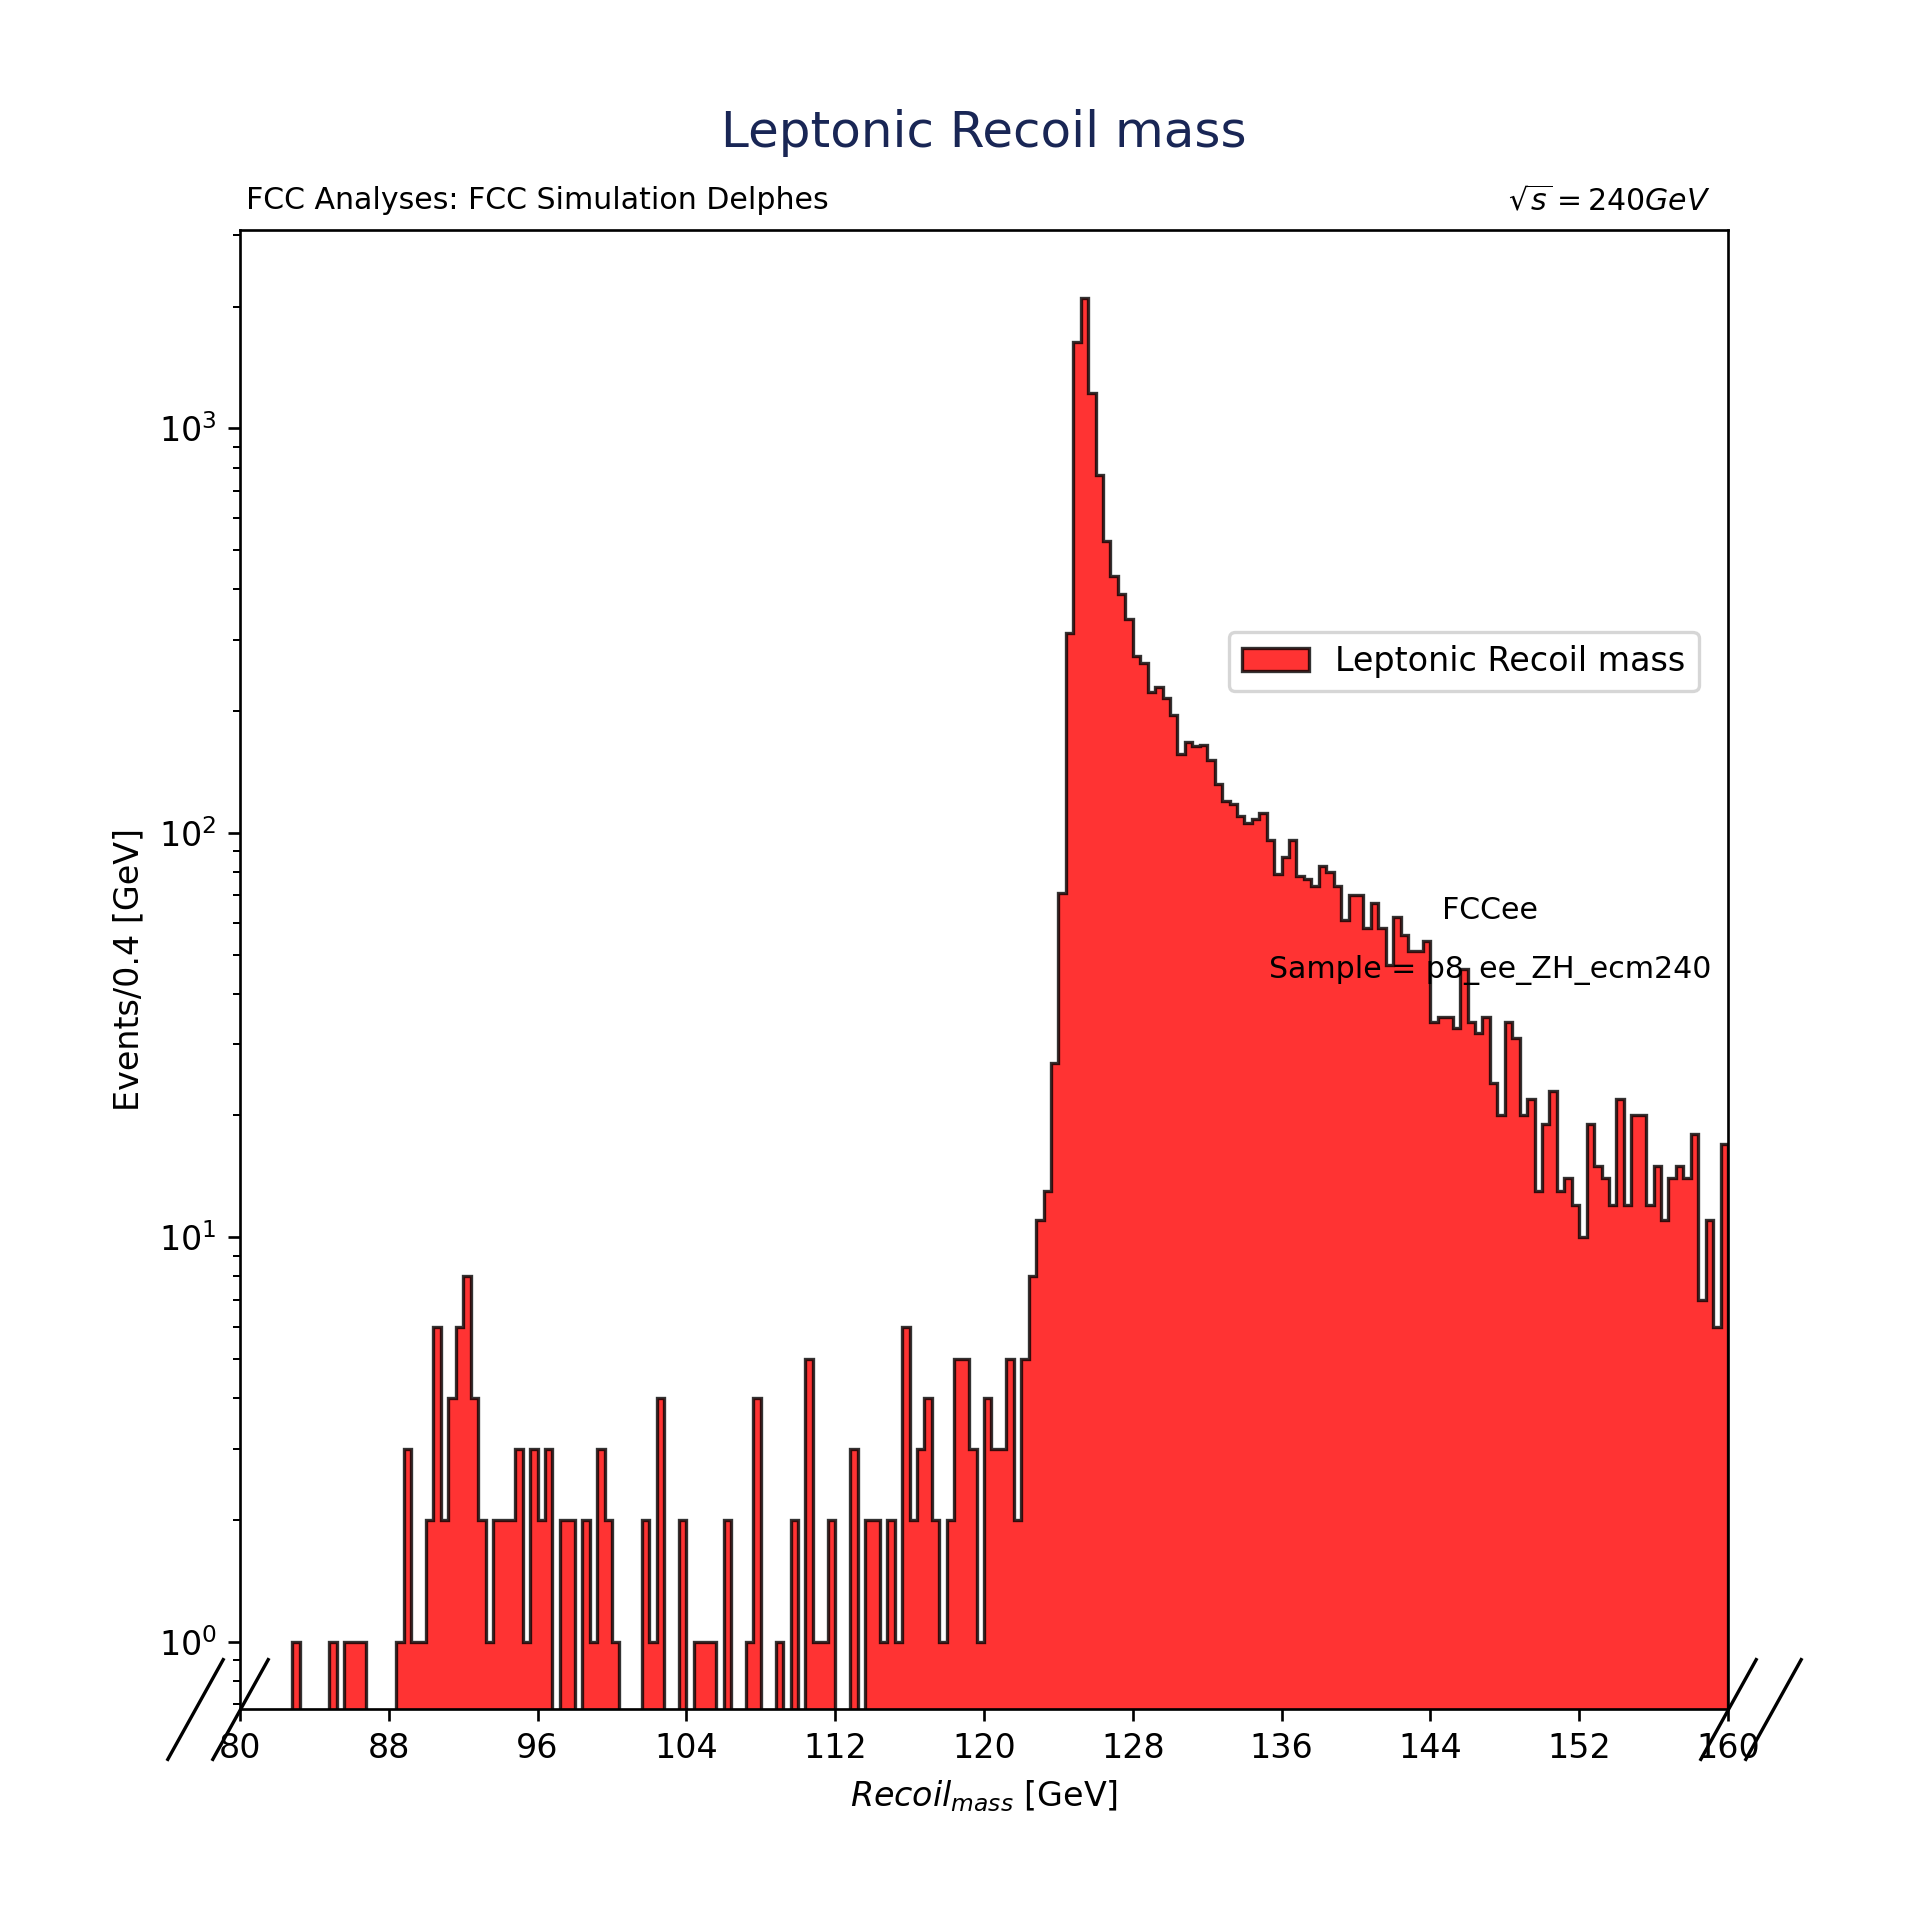 Leptonic Recoil mass
FCC Analyses: FCC Simulation Delphes
√s = 240GeV
10³
Leptonic Recoil mass
10²
FCCee
Sample = p8_ee_ZH_ecm240
Events/0.4 [GeV]
10¹
10⁰
80 88 96 104 112 120 128 136 144 152 160
Recoil_mass [GeV]